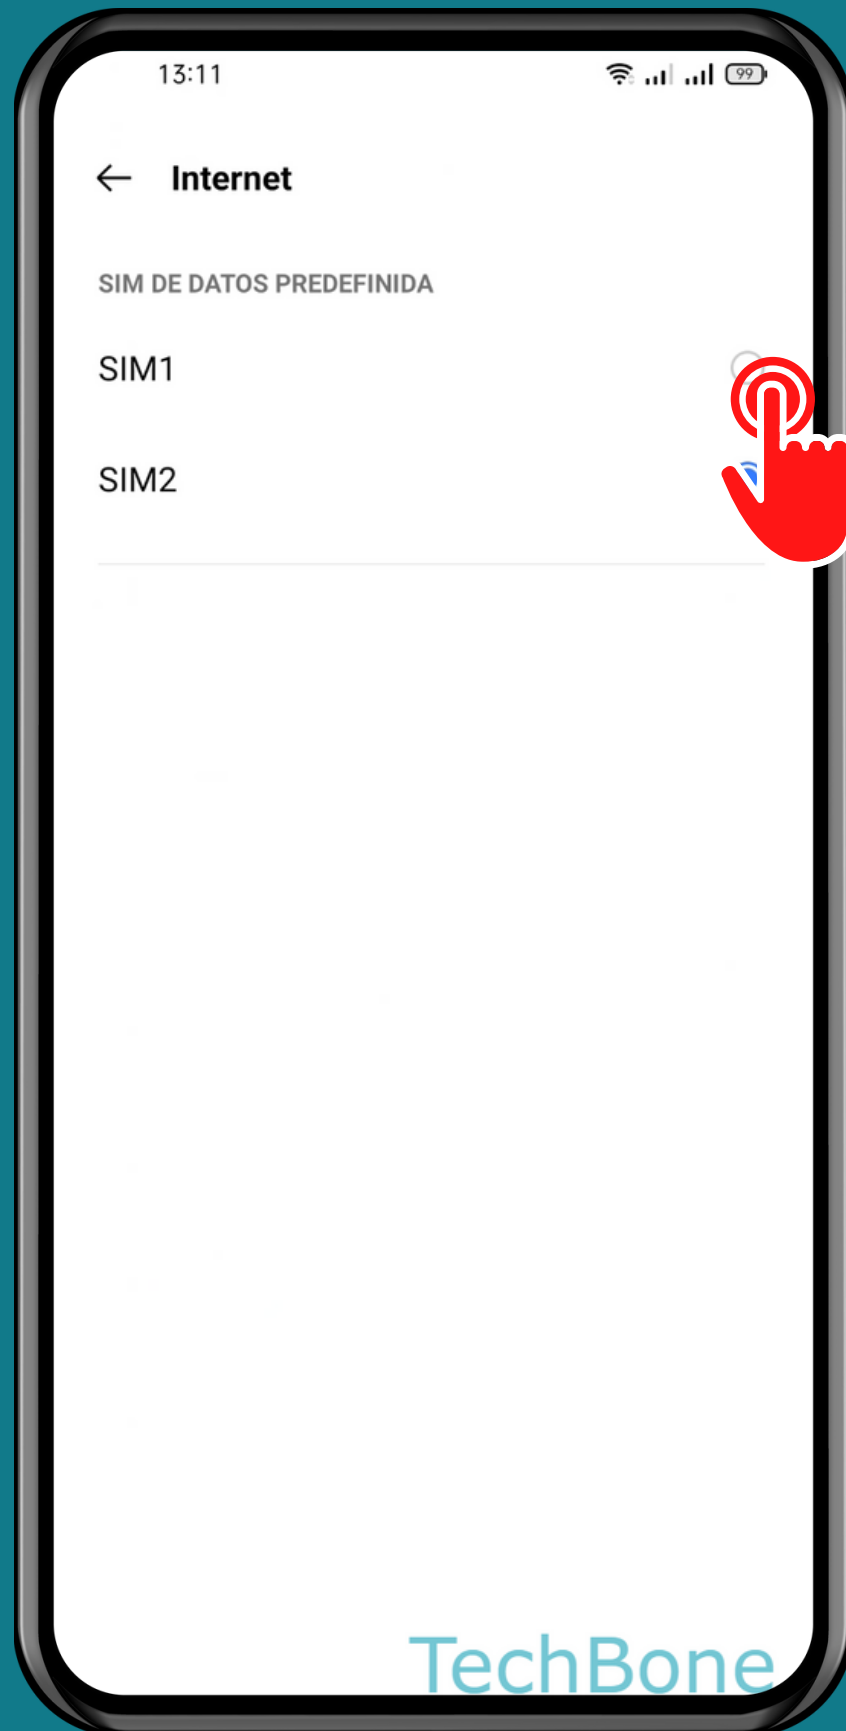 13:11
99
Internet
SIM DE DATOS PREDEFINIDA
SIM1
SIM2
TechBone